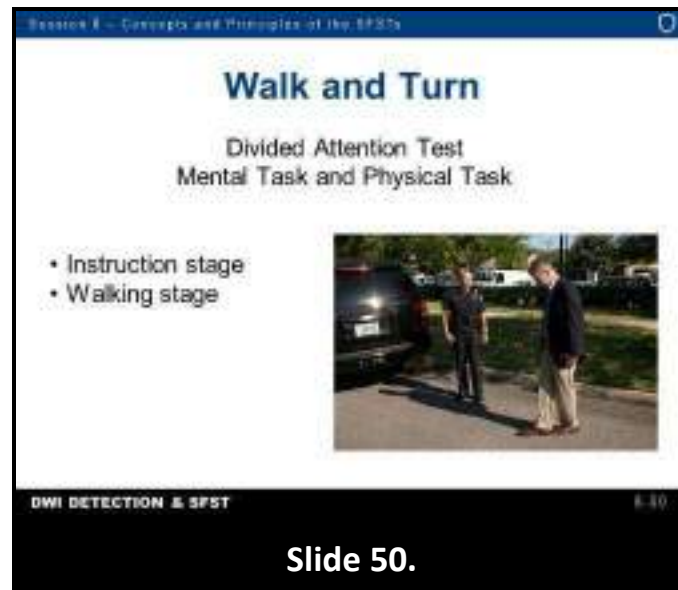 Session 8 – Concepts and Principles of the SFSTs
Walk and Turn
Divided Attention Test
Mental Task and Physical Task
• Instruction stage
• Walking stage
DWI DETECTION & SFST
Slide 50.